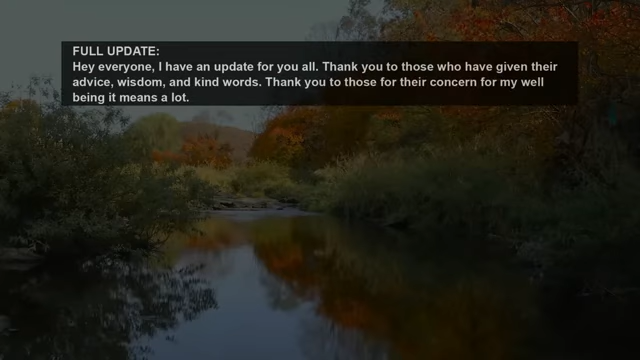 FULL UPDATE:
Hey everyone, I have an update for you all. Thank you to those who have given their
advice, wisdom, and kind words. Thank you to those for their concern for my well
being it means a lot.